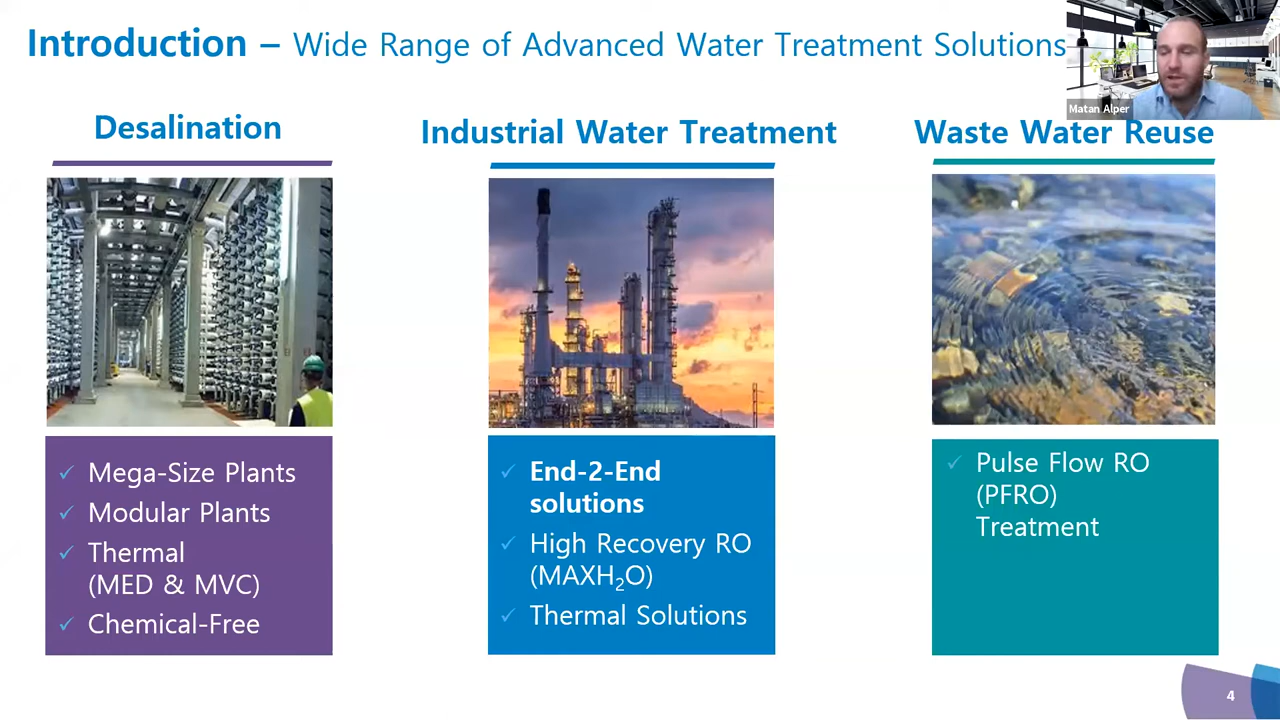 Introduction – Wide Range of Advanced Water Treatment Solutions
Matan Alper
Desalination
Mega-Size Plants
Modular Plants
Thermal
(MED & MVC)
Chemical-Free
Industrial Water Treatment
End-2-End
solutions
High Recovery RO
(MAXH₂O)
Thermal Solutions
Waste Water Reuse
Pulse Flow RO
(PFRO)
Treatment
4